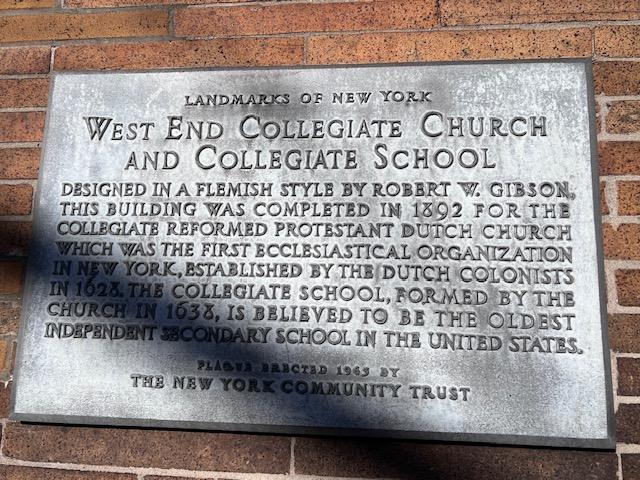 LANDMARKS OF NEW YORK
WEST END COLLEGIATE CHURCH
AND COLLEGIATE SCHOOL
DESIGNED IN A FLEMISH STYLE BY ROBERT W. GIBSON,
THIS BUILDING WAS COMPLETED IN 1892 FOR THE
COLLEGIATE REFORMED PROTESTANT DUTCH CHURCH
WHICH WAS THE FIRST ECCLESIASTICAL ORGANIZATION
IN NEW YORK, ESTABLISHED BY THE DUTCH COLONISTS
IN 1628. THE COLLEGIATE SCHOOL, FORMED BY THE
CHURCH IN 1638, IS BELIEVED TO BE THE OLDEST
INDEPENDENT SECONDARY SCHOOL IN THE UNITED STATES.
PLAQUE ERECTED 1965 BY
THE NEW YORK COMMUNITY TRUST